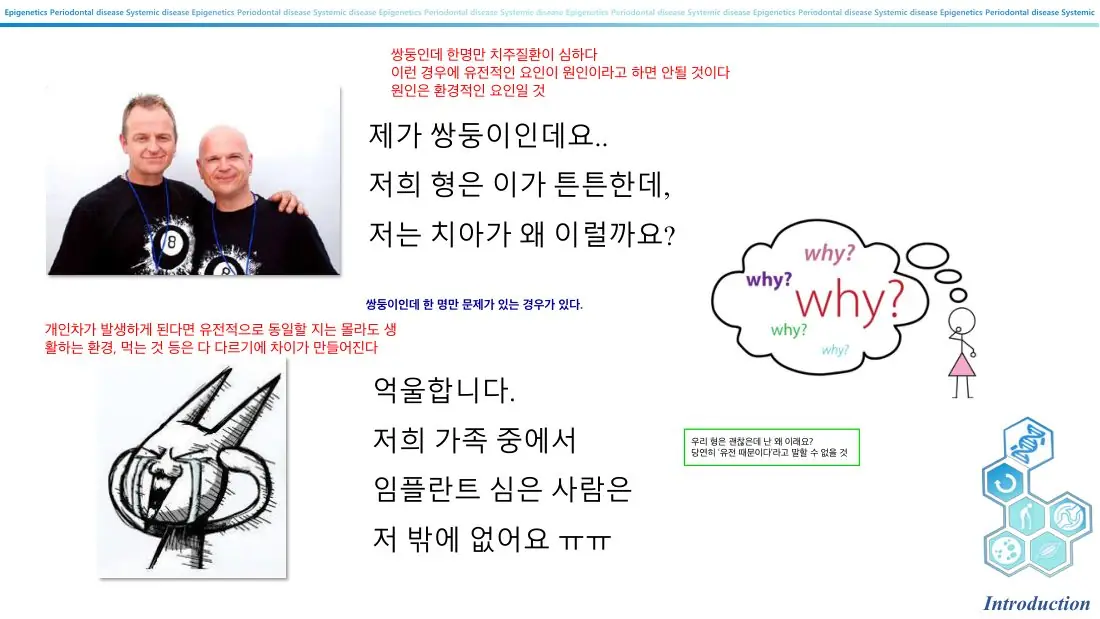 Epigenetics Periodontal disease Systemic disease Epigenetics Periodontal disease Systemic disease Epigenetics Periodontal disease Systemic disease Epigenetics Periodontal disease Systemic disease Epigenetics Periodontal disease Systemic disease Epigenetics Periodontal disease Systemic
쌍둥인데 한명만 치주질환이 심하다
이런 경우에 유전적인 요인이 원인이라고 하면 안될 것이다
원인은 환경적인 요인일 것
제가 쌍둥이인데요..
저희 형은 이가 튼튼한데,
저는 치아가 왜 이럴까요?
8
8
why?
why?
why?
why?
why?
쌍둥이인데 한 명만 문제가 있는 경우가 있다.
개인차가 발생하게 된다면 유전적으로 동일할 지는 몰라도 생
활하는 환경, 먹는 것 등은 다 다르기에 차이가 만들어진다
억울합니다.
저희 가족 중에서
임플란트 심은 사람은
저 밖에 없어요 ㅠㅠ
우리 형은 괜찮은데 난 왜 이래요?
당연히 '유전 때문이다'라고 말할 수 없을 것
Introduction